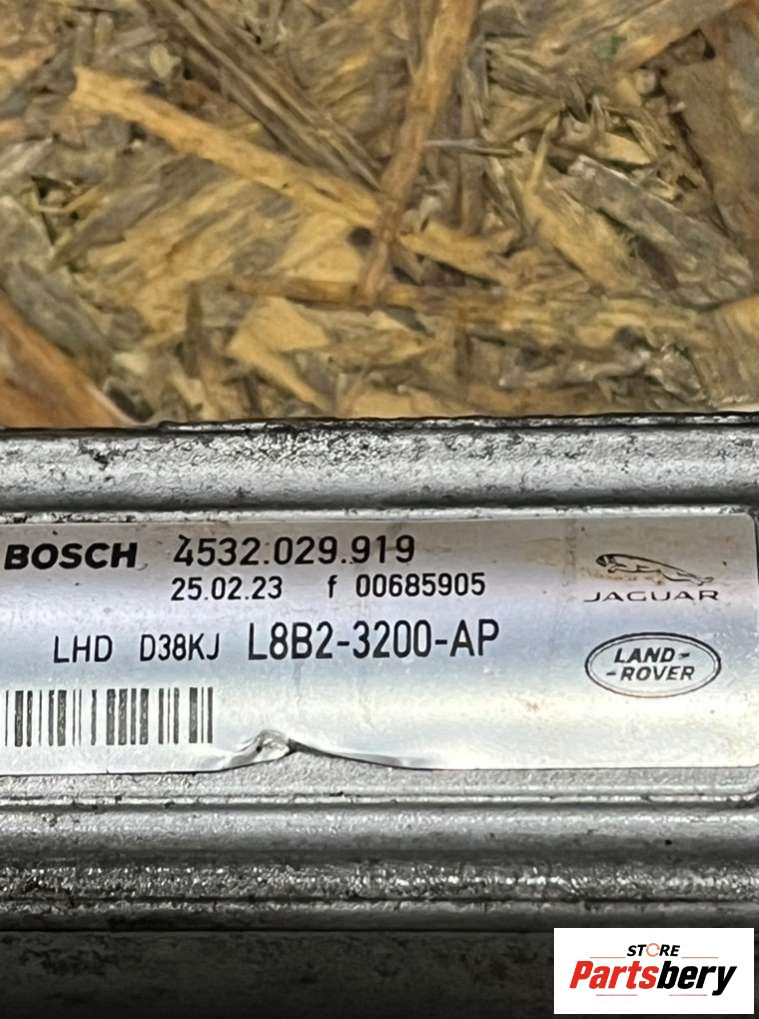 BOSCH 4532.029.919
25.02.23 f 00685905
JAGUAR
LHD D38KJ L8B2-3200-AP
LAND-
-ROVER
STORE
Partsbery